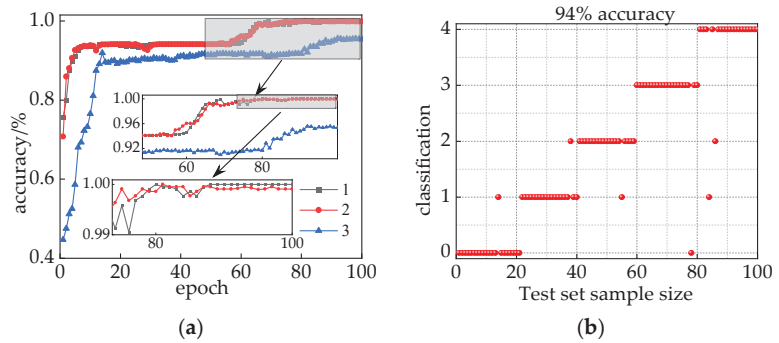 (a)
1.0
0.8
0.6
0.4
accuracy/%
0 20 40 60 80 100
epoch
1.00
0.96
0.92
60 80
1.00
0.99
80 100
1
2
3
(a)
94% accuracy
4
3
2
1
0
classification
0 20 40 60 80 100
Test set sample size
(b)